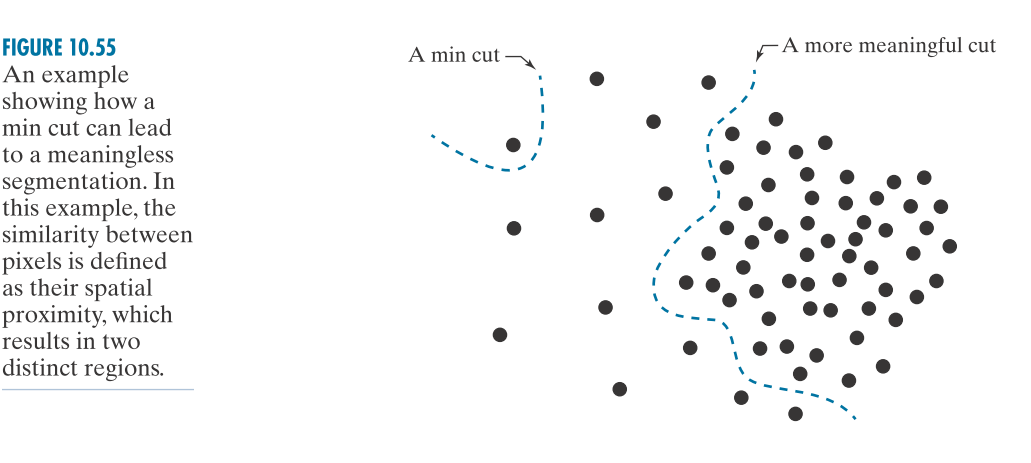 FIGURE 10.55
An example
showing how a
min cut can lead
to a meaningless
segmentation. In
this example, the
similarity between
pixels is defined
as their spatial
proximity, which
results in two
distinct regions.
A min cut
A more meaningful cut